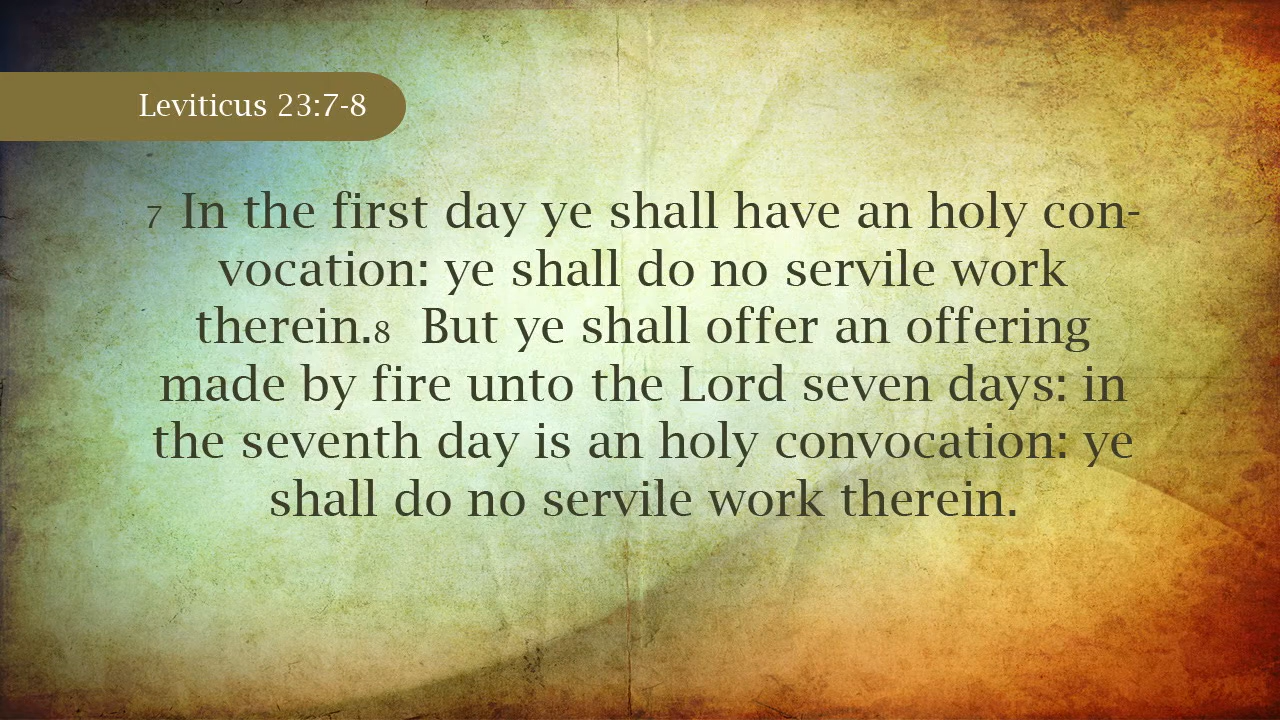 Leviticus 23:7-8
7 In the first day ye shall have an holy con-
vocation: ye shall do no servile work
therein.8 But ye shall offer an offering
made by fire unto the Lord seven days: in
the seventh day is an holy convocation: ye
shall do no servile work therein.